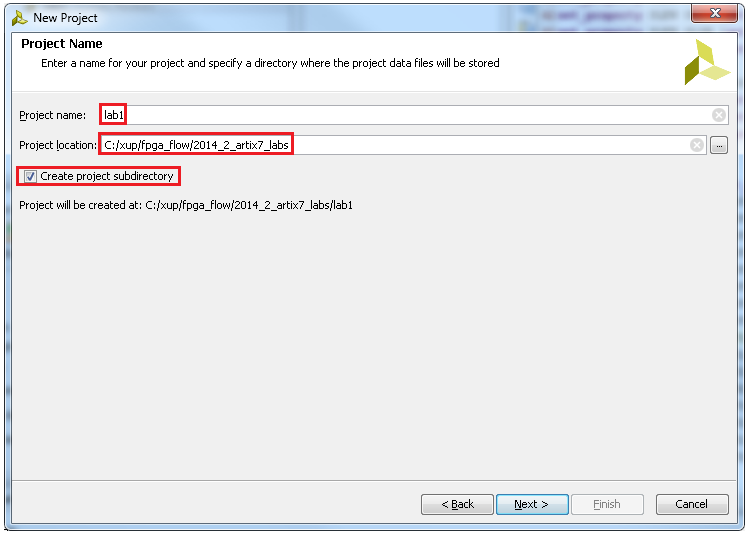 New Project
Project Name
Enter a name for your project and specify a directory where the project data files will be stored
Project name: lab1
Project location: C:/xup/fpga_flow/2014_2_artix7_labs ...
Create project subdirectory
Project will be created at: C:/xup/fpga_flow/2014_2_artix7_labs/lab1
< Back Next > Finish Cancel